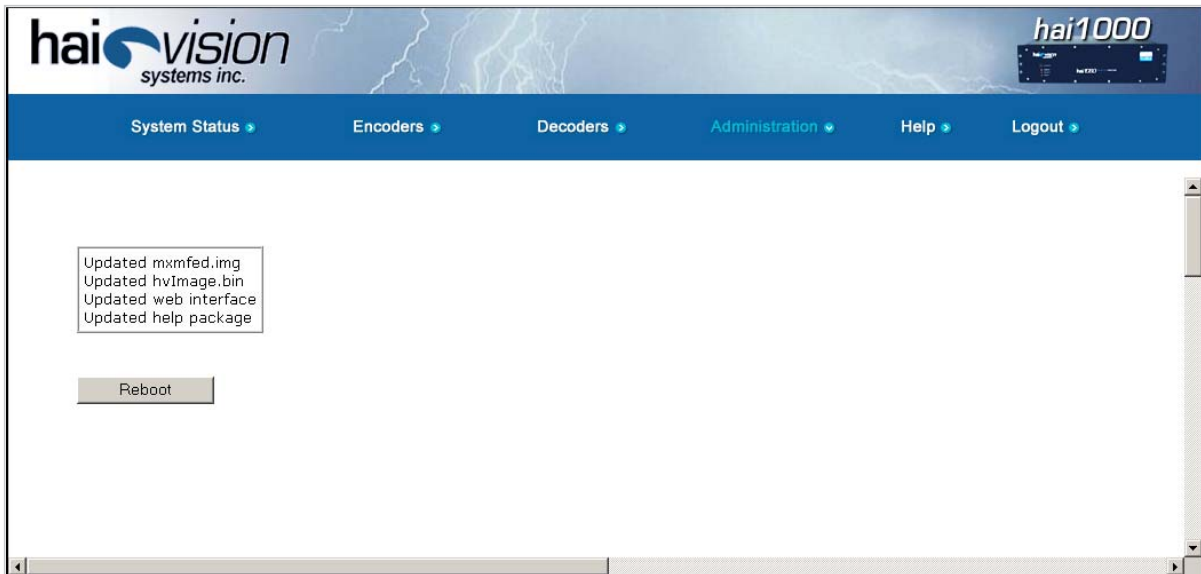 haivision
systems inc.
hai1000
System Status
Encoders
Decoders
Administration
Help
Logout
Updated mxmfed.img
Updated hvImage.bin
Updated web interface
Updated help package
Reboot